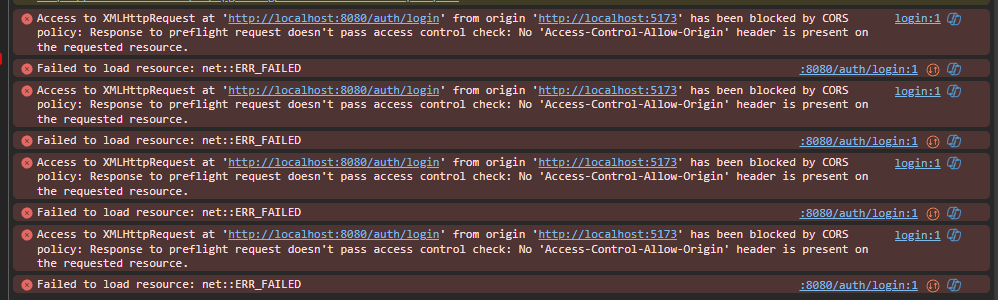 Access to XMLHttpRequest at 'http://localhost:8080/auth/login' from origin 'http://localhost:5173' has been blocked by CORS login:1
policy: Response to preflight request doesn't pass access control check: No 'Access-Control-Allow-Origin' header is present on
the requested resource.
Failed to load resource: net::ERR_FAILED :8080/auth/login:1
Access to XMLHttpRequest at 'http://localhost:8080/auth/login' from origin 'http://localhost:5173' has been blocked by CORS login:1
policy: Response to preflight request doesn't pass access control check: No 'Access-Control-Allow-Origin' header is present on
the requested resource.
Failed to load resource: net::ERR_FAILED :8080/auth/login:1
Access to XMLHttpRequest at 'http://localhost:8080/auth/login' from origin 'http://localhost:5173' has been blocked by CORS login:1
policy: Response to preflight request doesn't pass access control check: No 'Access-Control-Allow-Origin' header is present on
the requested resource.
Failed to load resource: net::ERR_FAILED :8080/auth/login:1
Access to XMLHttpRequest at 'http://localhost:8080/auth/login' from origin 'http://localhost:5173' has been blocked by CORS login:1
policy: Response to preflight request doesn't pass access control check: No 'Access-Control-Allow-Origin' header is present on
the requested resource.
Failed to load resource: net::ERR_FAILED :8080/auth/login:1